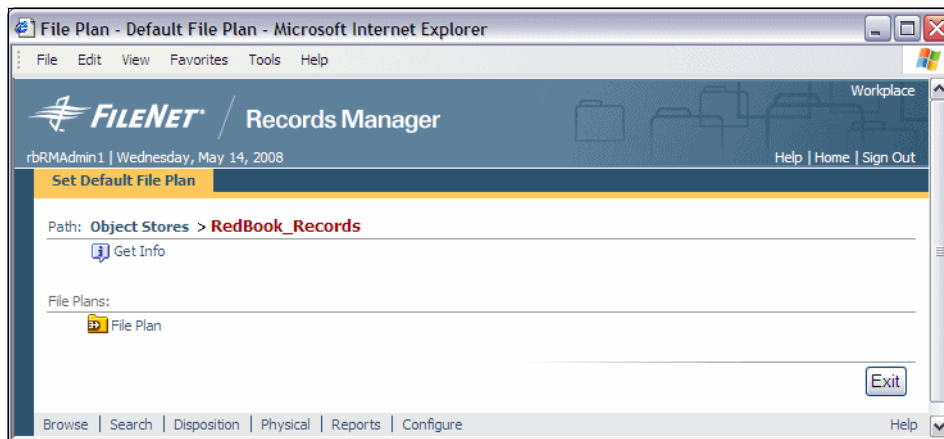 File Plan - Default File Plan - Microsoft Internet Explorer
File Edit View Favorites Tools Help
Workplace
FILENET Records Manager
rbRMAdmin1 | Wednesday, May 14, 2008 Help | Home | Sign Out
Set Default File Plan
Path: Object Stores > RedBook_Records
Get Info
File Plans:
File Plan
Exit
Browse | Search | Disposition | Physical | Reports | Configure Help